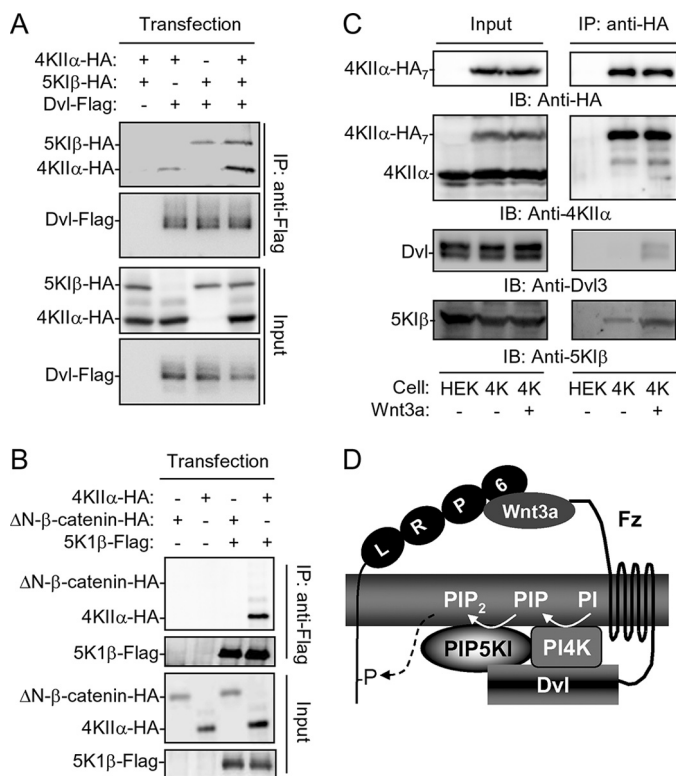 A
Transfection
4KIIα-HA: + + - +
5KIβ-HA: + - + +
Dvl-Flag: - + + +
5KIβ-HA
4KIIα-HA
Dvl-Flag
IP: anti-Flag
5KIβ-HA
4KIIα-HA
Dvl-Flag
Input
B
Transfection
4KIIα-HA: - + - +
ΔN-β-catenin-HA: + - + -
5K1β-Flag: - - + +
ΔN-β-catenin-HA
4KIIα-HA
5K1β-Flag
IP: anti-Flag
ΔN-β-catenin-HA
4KIIα-HA
5K1β-Flag
Input
C
Input IP: anti-HA
4KIIα-HA7
IB: Anti-HA
4KIIα-HA7
4KIIα
IB: Anti-4KIIα
Dvl
IB: Anti-Dvl3
5KIβ
IB: Anti-5KIβ
Cell: HEK 4K 4K HEK 4K 4K
Wnt3a: - - + - - +
D
L R P 6
Wnt3a
Fz
PIP2 PIP PI
PIP5KI PI4K
P
Dvl